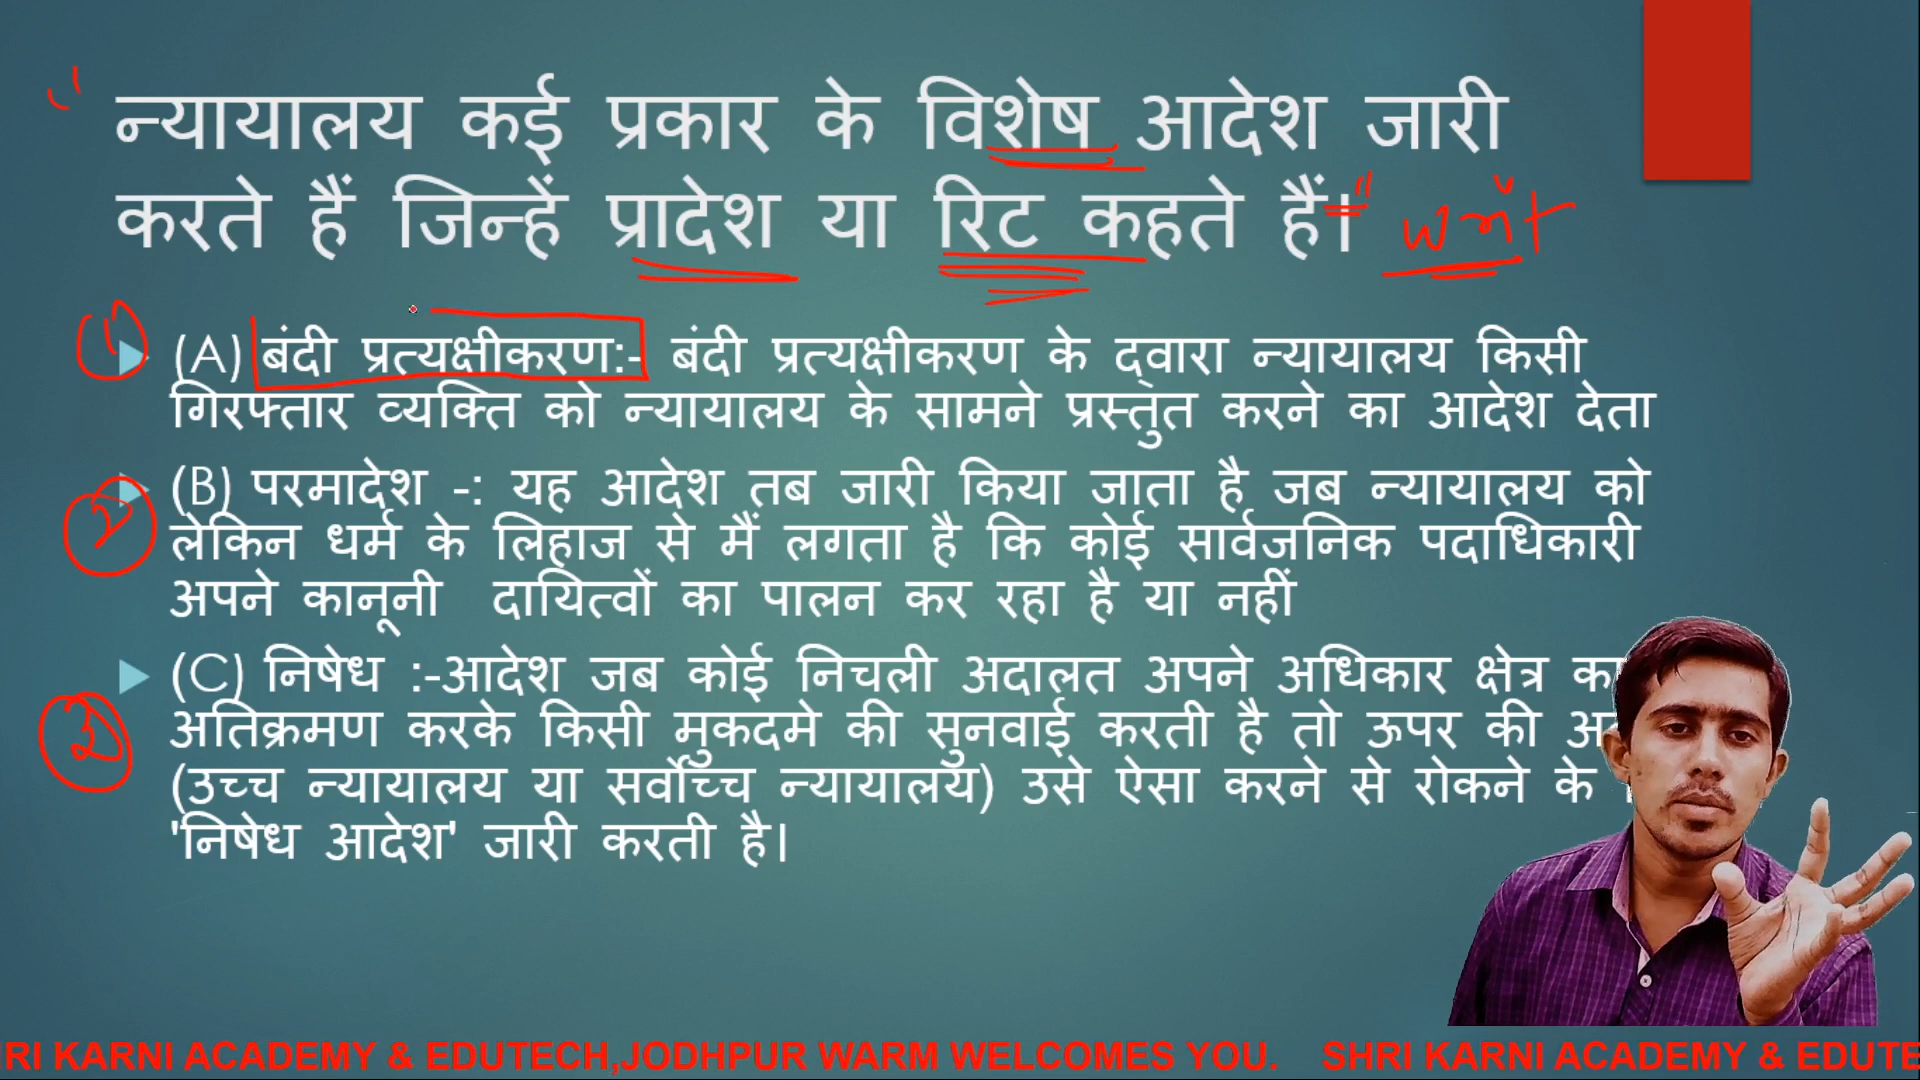 न्यायालय कई प्रकार के विशेष आदेश जारी
करते हैं जिन्हें प्रादेश या रिट कहते हैं। writ
(1) (A) बंदी प्रत्यक्षीकरण:- बंदी प्रत्यक्षीकरण के द्वारा न्यायालय किसी
गिरफ्तार व्यक्ति को न्यायालय के सामने प्रस्तुत करने का आदेश देता
2 (B) परमादेश -: यह आदेश तब जारी किया जाता है जब न्यायालय को
लेकिन धर्म के लिहाज से मैं लगता है कि कोई सार्वजनिक पदाधिकारी
अपने कानूनी दायित्वों का पालन कर रहा है या नहीं
(C) निषेध :-आदेश जब कोई निचली अदालत अपने अधिकार क्षेत्र
अतिक्रमण करके किसी मुकदमे की सुनवाई करती है तो ऊपर की
(उच्च न्यायालय या सर्वोच्च न्यायालय) उसे ऐसा करने से रोकने के
'निषेध आदेश' जारी करती है।
RI KARNI ACADEMY & EDUTECH,JODHPUR WARM WELCOMES YOU. SHRI KARNI ACADEMY & EDUTE